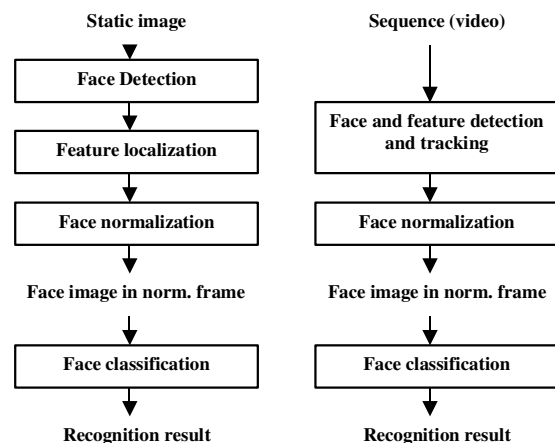 Static image
Face Detection
Feature localization
Face normalization
Face image in norm. frame
Face classification
Recognition result
Sequence (video)
Face and feature detection
and tracking
Face normalization
Face image in norm. frame
Face classification
Recognition result